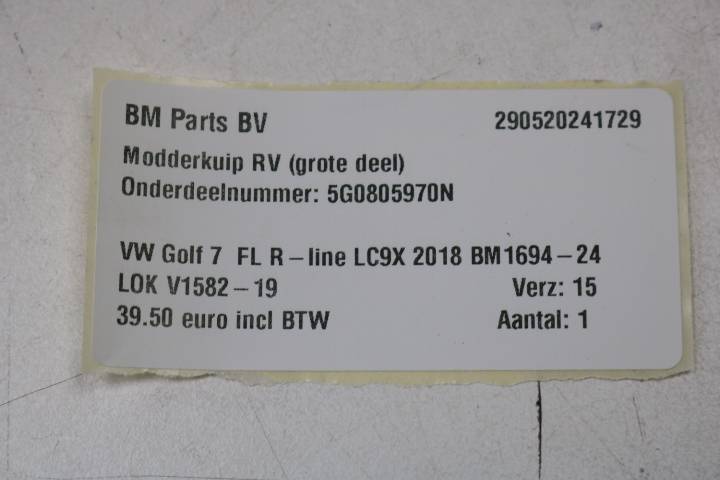 BM Parts BV 290520241729
Modderkuip RV (grote deel)
Onderdeelnummer: 5G0805970N
VW Golf 7 FL R-line LC9X 2018 BM1694-24
LOK V1582-19 Verz: 15
39.50 euro incl BTW Aantal: 1